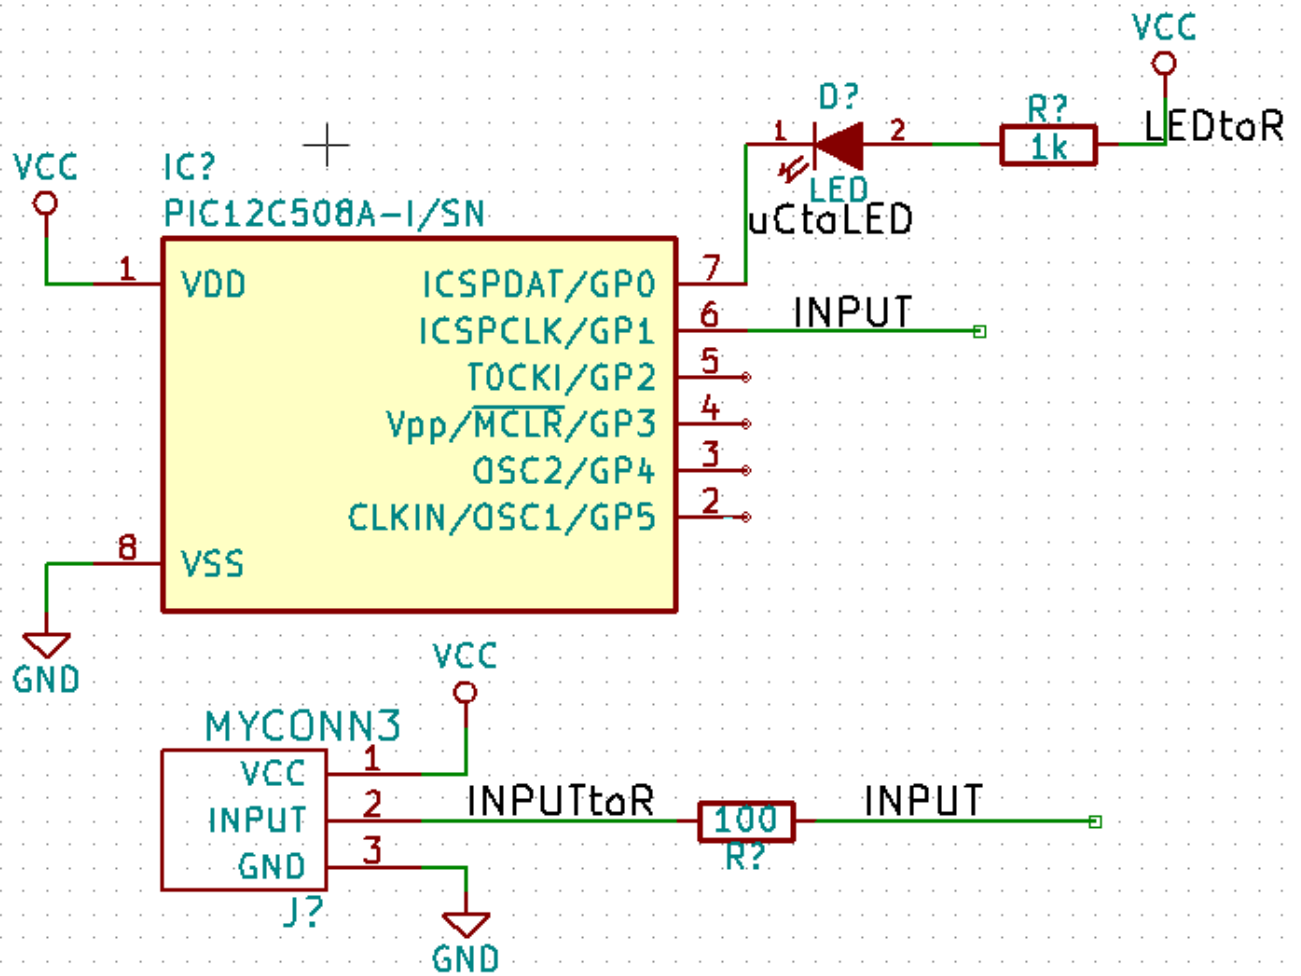 VCC
D?
R?
LEDtoR
1
2
1k
VCC
IC?
LED
PIC12C508A-I/SN
uCtoLED
1
VDD
ICSPDAT/GP0
7
ICSPCLK/GP1
6
INPUT
T0CKI/GP2
5
Vpp/MCLR/GP3
4
OSC2/GP4
3
CLKIN/OSC1/GP5
2
8
VSS
GND
VCC
MYCONN3
VCC
1
INPUT
2
INPUTtoR
100
INPUT
R?
GND
3
J?
GND